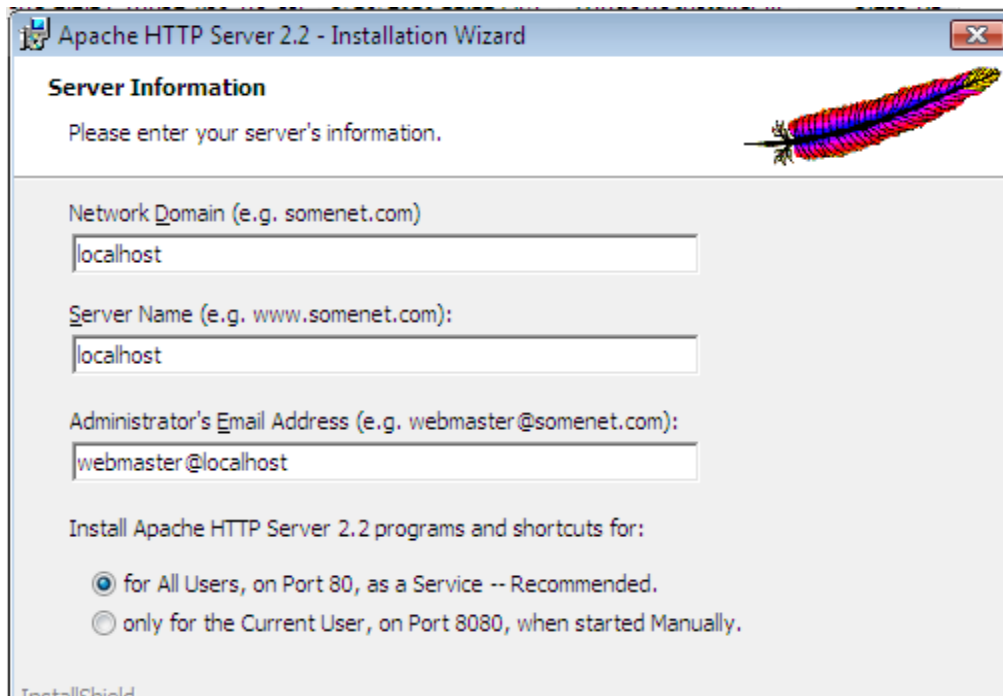 Apache HTTP Server 2.2 - Installation Wizard
Server Information
Please enter your server's information.
Network Domain (e.g. somenet.com)
localhost
Server Name (e.g. www.somenet.com):
localhost
Administrator's Email Address (e.g. webmaster@somenet.com):
webmaster@localhost
Install Apache HTTP Server 2.2 programs and shortcuts for:
for All Users, on Port 80, as a Service -- Recommended.
only for the Current User, on Port 8080, when started Manually.
InstallShield